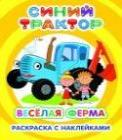 СИНИЙ
ТРАКТОР
ВЕСЁЛАЯ ФЕРМА
РАСКРАСКА С НАКЛЕЙКАМИ